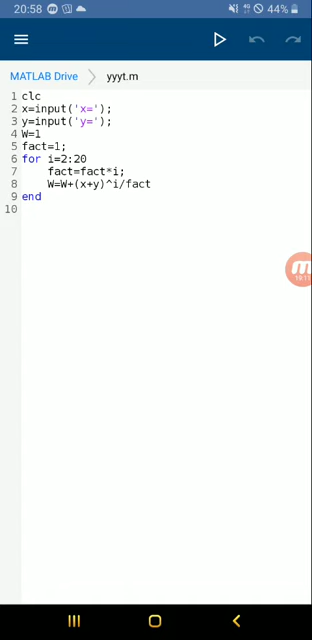 20:58 44%
MATLAB Drive yyyt.m
1 clc
2 x=input('x=');
3 y=input('y=');
4 W=1
5 fact=1;
6 for i=2:20
7 fact=fact*i;
8 W=W+(x+y)^i/fact
9 end
10